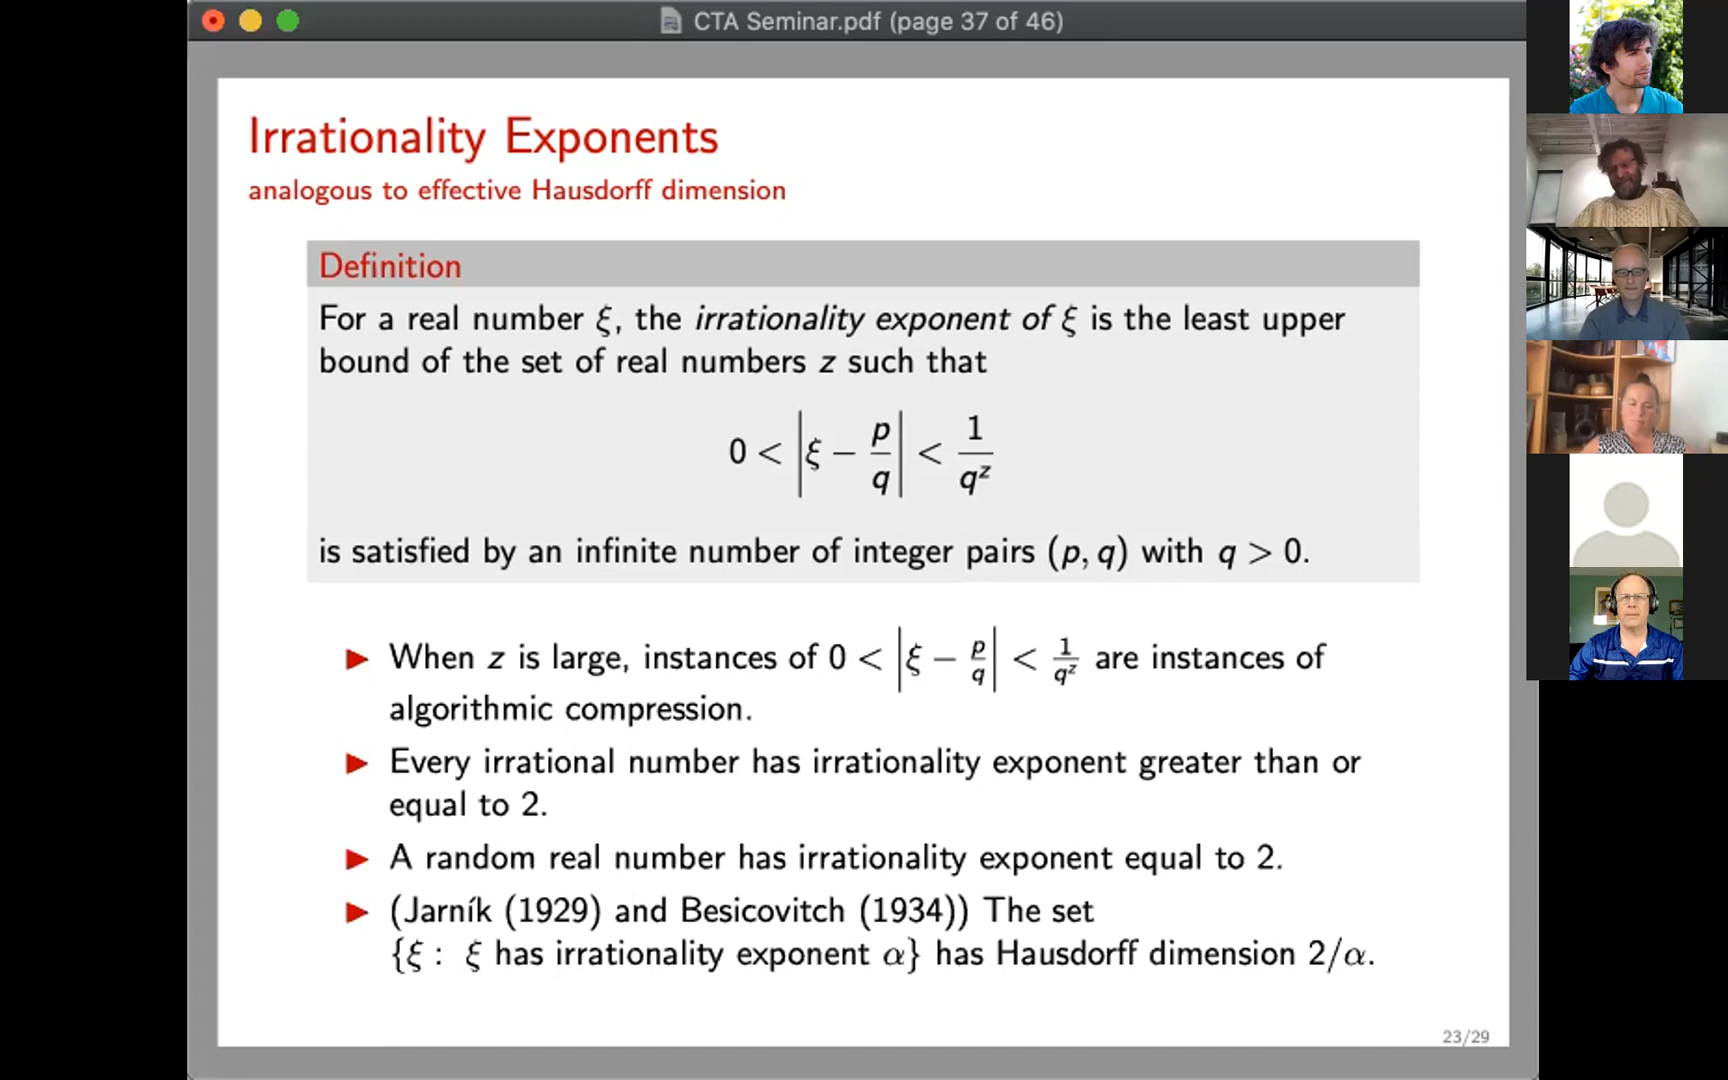 CTA Seminar.pdf (page 37 of 46)
Irrationality Exponents
analogous to effective Hausdorff dimension
Definition
For a real number ξ, the irrationality exponent of ξ is the least upper
bound of the set of real numbers z such that
0 < |ξ − p/q| < 1/q^z
is satisfied by an infinite number of integer pairs (p, q) with q > 0.
▶ When z is large, instances of 0 < |ξ − p/q| < 1/q^z are instances of
algorithmic compression.
▶ Every irrational number has irrationality exponent greater than or
equal to 2.
▶ A random real number has irrationality exponent equal to 2.
▶ (Jarník (1929) and Besicovitch (1934)) The set
{ξ : ξ has irrationality exponent α} has Hausdorff dimension 2/α.
23/29